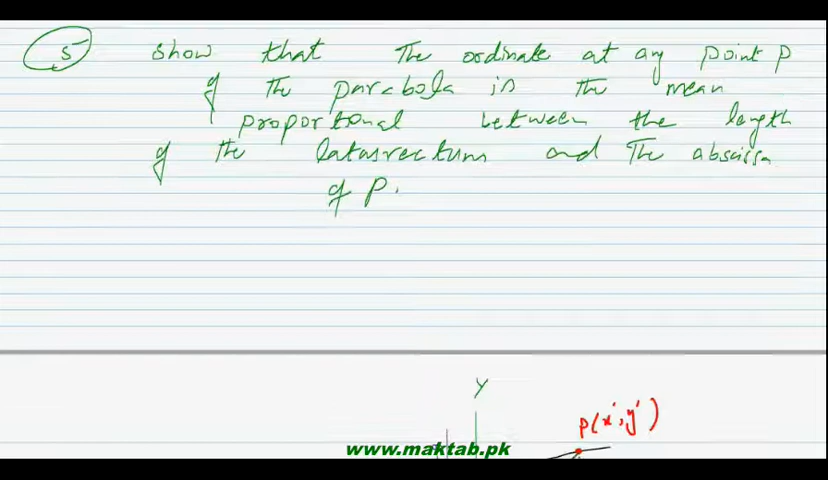 5 show that The ordinate at any point P
of the parabola is the mean
proportional between the length
of the latusrectum and The abscissa
of P.
Y
P(x', y')
www.maktab.pk